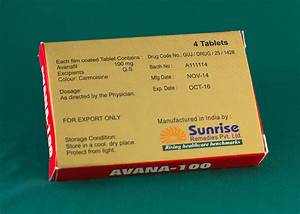 4 Tablets
Each film coated Tablet Contains :
Avanafil 100 mg.
Excipients Q.S.
Colour: Carmoisine
Drug Code No.: GUJ / DRUG / 25 / 1428
Batch No : A111114
Mfg Date : NOV-14
Exp. Date : OCT-16
Dosage:
As directed by the Physician.
FOR EXPORT ONLY
Storage Condition:
Store in a cool, dry place
Protect from light.
Manufactured in India by :
Sunrise
Remedies Pvt. Ltd.
Rising healthcare benchmarks
AVANA-100